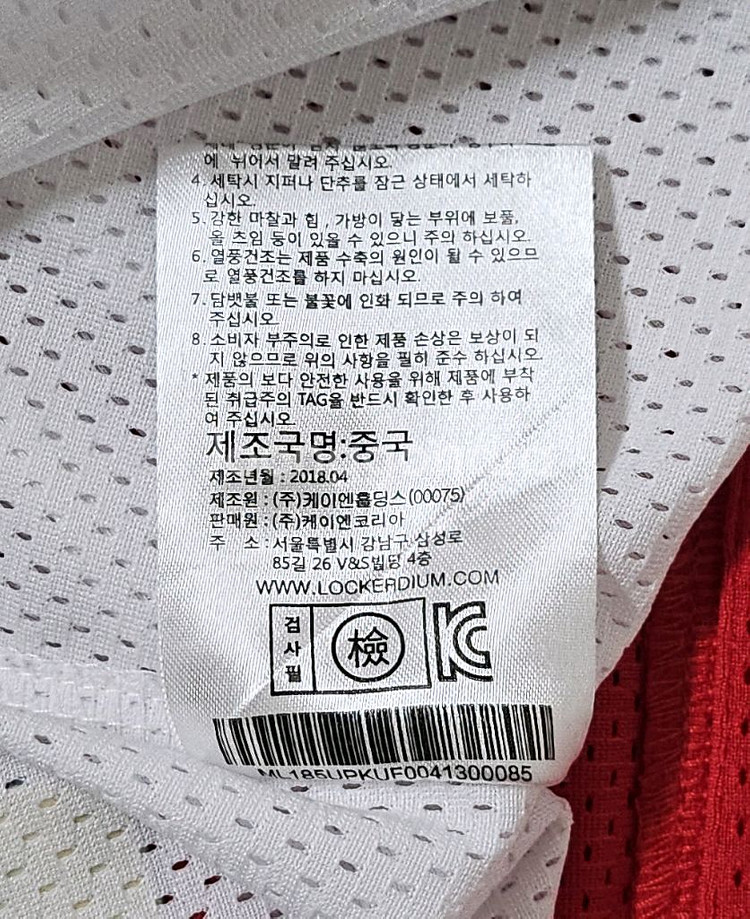 에 뉘어서 말려 주십시오.
4. 세탁시 지퍼나 단추를 잠근 상태에서 세탁하
십시오.
5. 강한 마찰과 힘 , 가방이 닿는 부위에 보풀,
올 츠임 등이 있을 수 있으니 주의 하십시오.
6. 열풍건조는 제품 수축의 원인이 될 수 있으므
로 열풍건조를 하지 마십시오.
7. 담뱃불 또는 불꽃에 인화 되므로 주의 하여
주십시오.
8. 소비자 부주의로 인한 제품 손상은 보상이 되
지 않으므로 위의 사항을 필히 준수 하십시오.
* 제품의 보다 안전한 사용을 위해 제품에 부착
된 취급주의 TAG을 반드시 확인한 후 사용하
여 주십시오.
제조국명:중국
제조년월 : 2018.04
제조원 : (주)케이엔홀딩스(00075)
판매원 : (주)케이엔코리아
주 소 : 서울특별시 강남구 삼성로
85길 26 V&S빌딩 4층
WWW.LOCKERDIUM.COM
검사필 檢 KC
ML185UPKUF0041300085